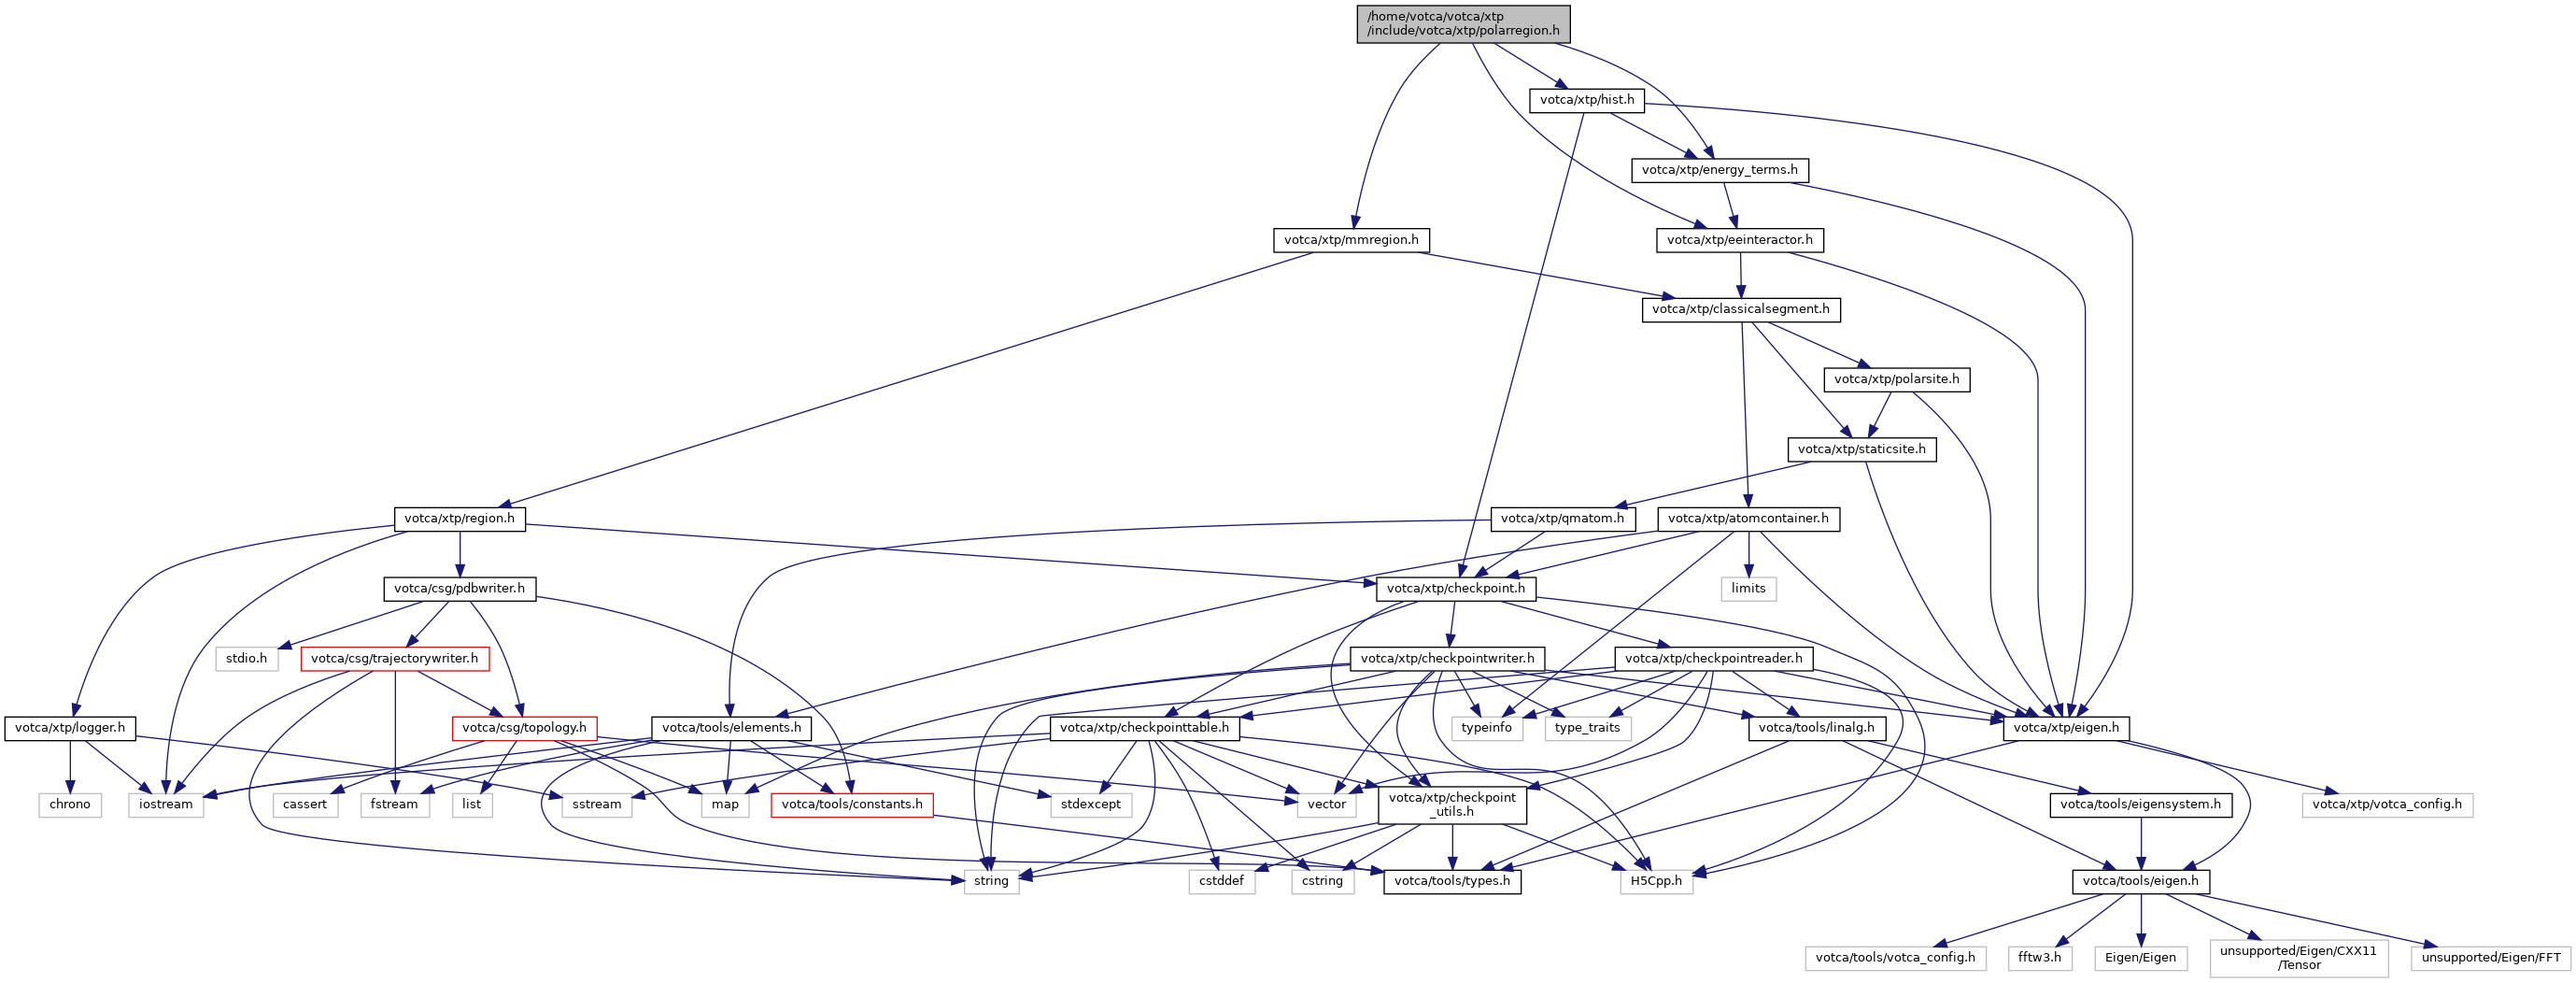 /home/votca/votca/xtp
/include/votca/xtp/polarregion.h
votca/xtp/hist.h
votca/xtp/energy_terms.h
votca/xtp/mmregion.h
votca/xtp/eeinteractor.h
votca/xtp/classicalsegment.h
votca/xtp/polarsite.h
votca/xtp/staticsite.h
votca/xtp/region.h
votca/xtp/qmatom.h
votca/xtp/atomcontainer.h
votca/csg/pdbwriter.h
votca/xtp/checkpoint.h
limits
stdio.h
votca/csg/trajectorywriter.h
votca/xtp/checkpointwriter.h
votca/xtp/checkpointreader.h
votca/xtp/logger.h
votca/csg/topology.h
votca/tools/elements.h
votca/xtp/checkpointtable.h
typeinfo
type_traits
votca/tools/linalg.h
votca/xtp/eigen.h
chrono
iostream
cassert
fstream
list
sstream
map
votca/tools/constants.h
stdexcept
vector
votca/xtp/checkpoint
_utils.h
votca/tools/eigensystem.h
votca/xtp/votca_config.h
string
cstddef
cstring
votca/tools/types.h
H5Cpp.h
votca/tools/eigen.h
votca/tools/votca_config.h
fftw3.h
Eigen/Eigen
unsupported/Eigen/CXX11
/Tensor
unsupported/Eigen/FFT